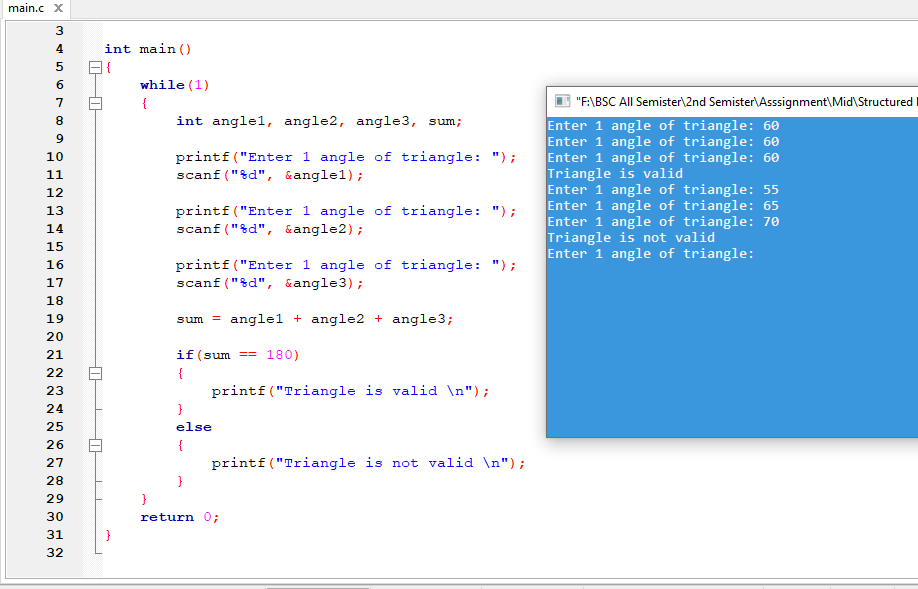 main.c X
3
4 int main()
5 {
6 while(1)
7 {
8 int angle1, angle2, angle3, sum;
9
10 printf("Enter 1 angle of triangle: ");
11 scanf("%d", &angle1);
12
13 printf("Enter 1 angle of triangle: ");
14 scanf("%d", &angle2);
15
16 printf("Enter 1 angle of triangle: ");
17 scanf("%d", &angle3);
18
19 sum = angle1 + angle2 + angle3;
20
21 if(sum == 180)
22 {
23 printf("Triangle is valid \n");
24 }
25 else
26 {
27 printf("Triangle is not valid \n");
28 }
29 }
30 return 0;
31 }
32
"F:\BSC All Semister\2nd Semister\Asssignment\Mid\Structured
Enter 1 angle of triangle: 60
Enter 1 angle of triangle: 60
Enter 1 angle of triangle: 60
Triangle is valid
Enter 1 angle of triangle: 55
Enter 1 angle of triangle: 65
Enter 1 angle of triangle: 70
Triangle is not valid
Enter 1 angle of triangle: